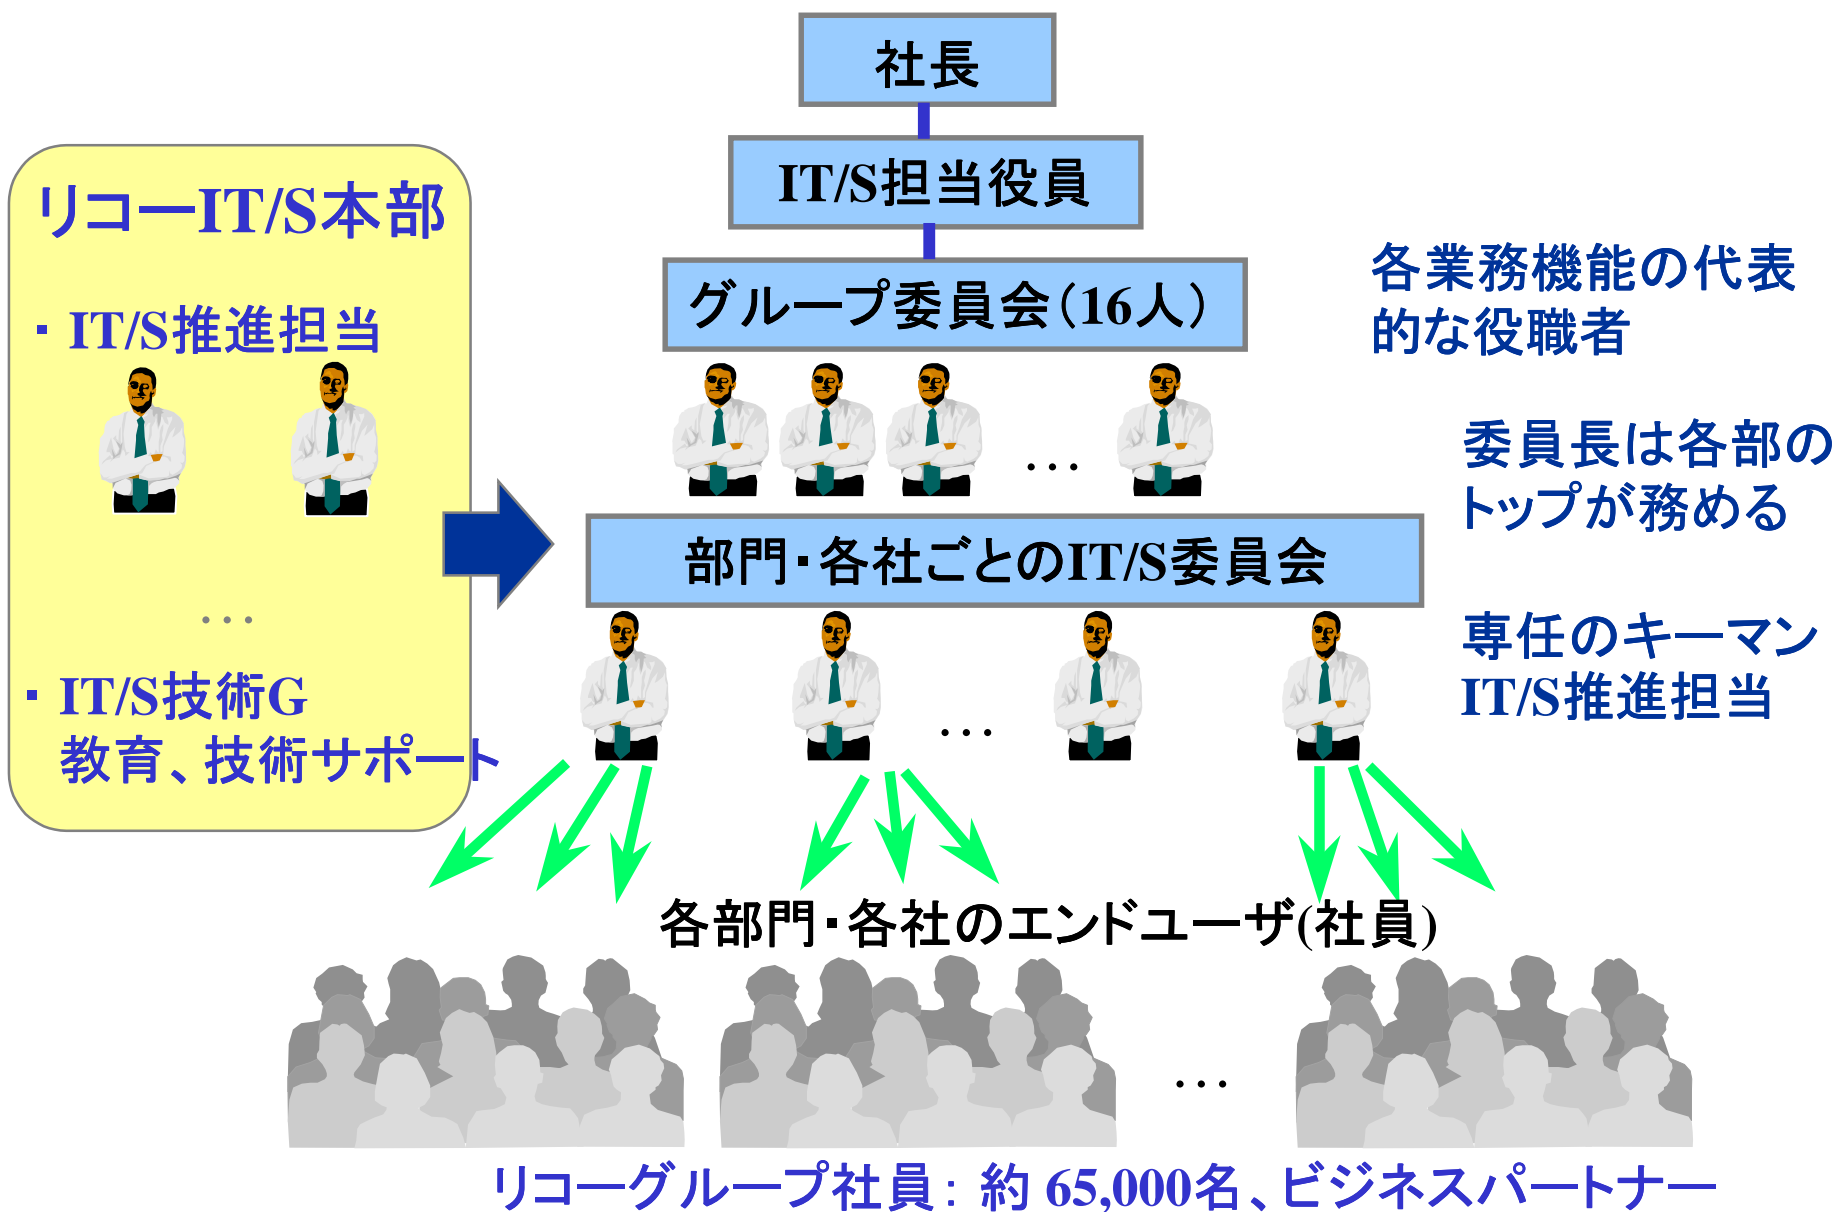 社長
IT/S担当役員
グループ委員会（16人）
リコーIT/S本部
・IT/S推進担当
…
・IT/S技術G
教育、技術サポート
各業務機能の代表
的な役職者
…
委員長は各部の
トップが務める
部門・各社ごとのIT/S委員会
専任のキーマン
IT/S推進担当
…
各部門・各社のエンドユーザ(社員)
…
リコーグループ社員： 約 65,000名、ビジネスパートナー